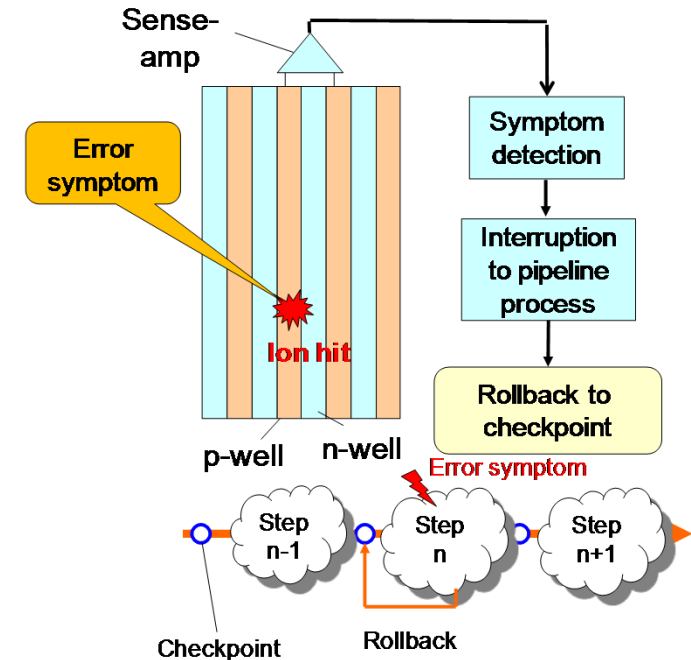 Sense-
amp
Error
symptom
Symptom
detection
Interruption
to pipeline
process
Ion hit
Rollback to
checkpoint
p-well
n-well
Error symptom
Step
n-1
Step
n
Step
n+1
Checkpoint
Rollback